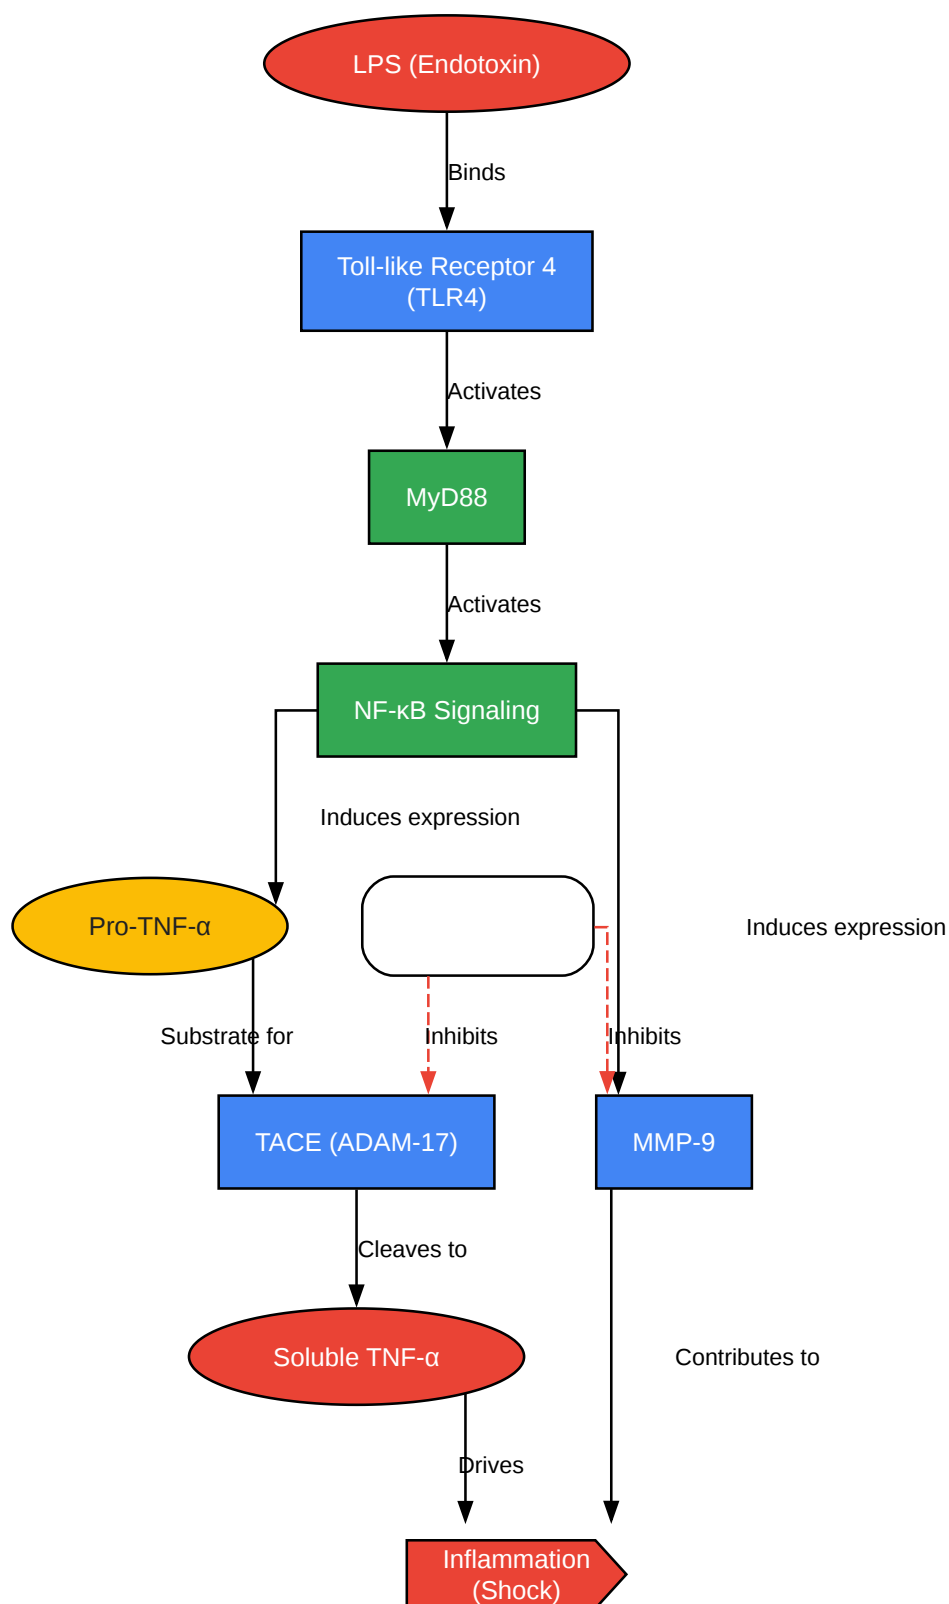 LPS (Endotoxin)
Binds
Toll-like Receptor 4
(TLR4)
Activates
MyD88
Activates
NF-κB Signaling
Induces expression
Pro-TNF-α
Induces expression
Substrate for
Inhibits
Inhibits
TACE (ADAM-17)
MMP-9
Cleaves to
Soluble TNF-α
Contributes to
Drives
Inflammation
(Shock)